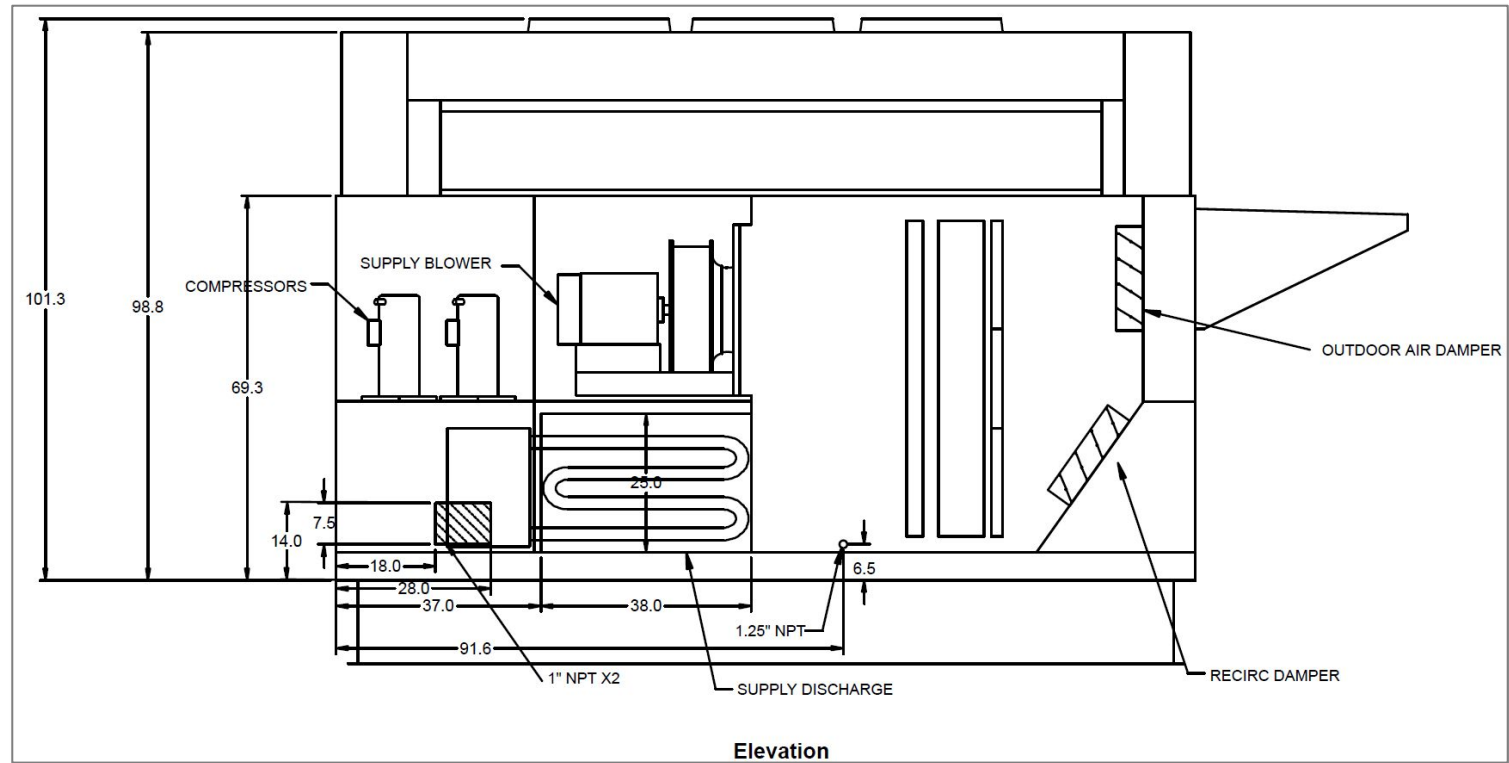 101.3
98.8
SUPPLY BLOWER
COMPRESSORS
OUTDOOR AIR DAMPER
69.3
25.0
7.5
14.0
18.0
6.5
28.0
37.0
38.0
1.25" NPT
91.6
1" NPT X2
SUPPLY DISCHARGE
RECIRC DAMPER
Elevation